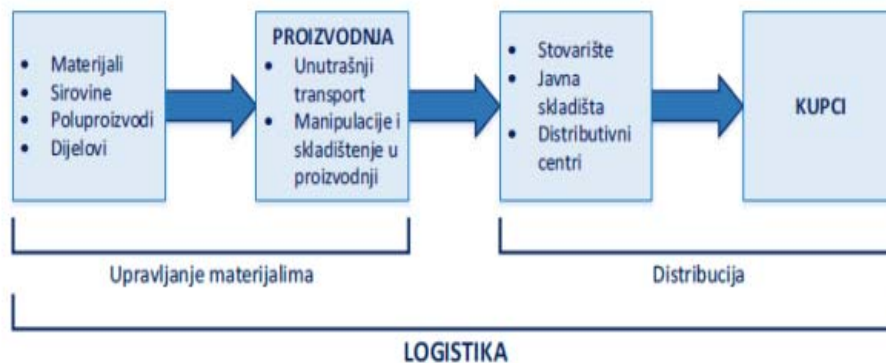 • Materijali
• Sirovine
• Poluproizvodi
• Dijelovi
PROIZVODNJA
• Unutrašnji
transport
• Manipulacije i
skladištenje u
proizvodnji
• Stovarište
• Javna
skladišta
• Distributivni
centri
KUPCI
Upravljanje materijalima
Distribucija
LOGISTIKA